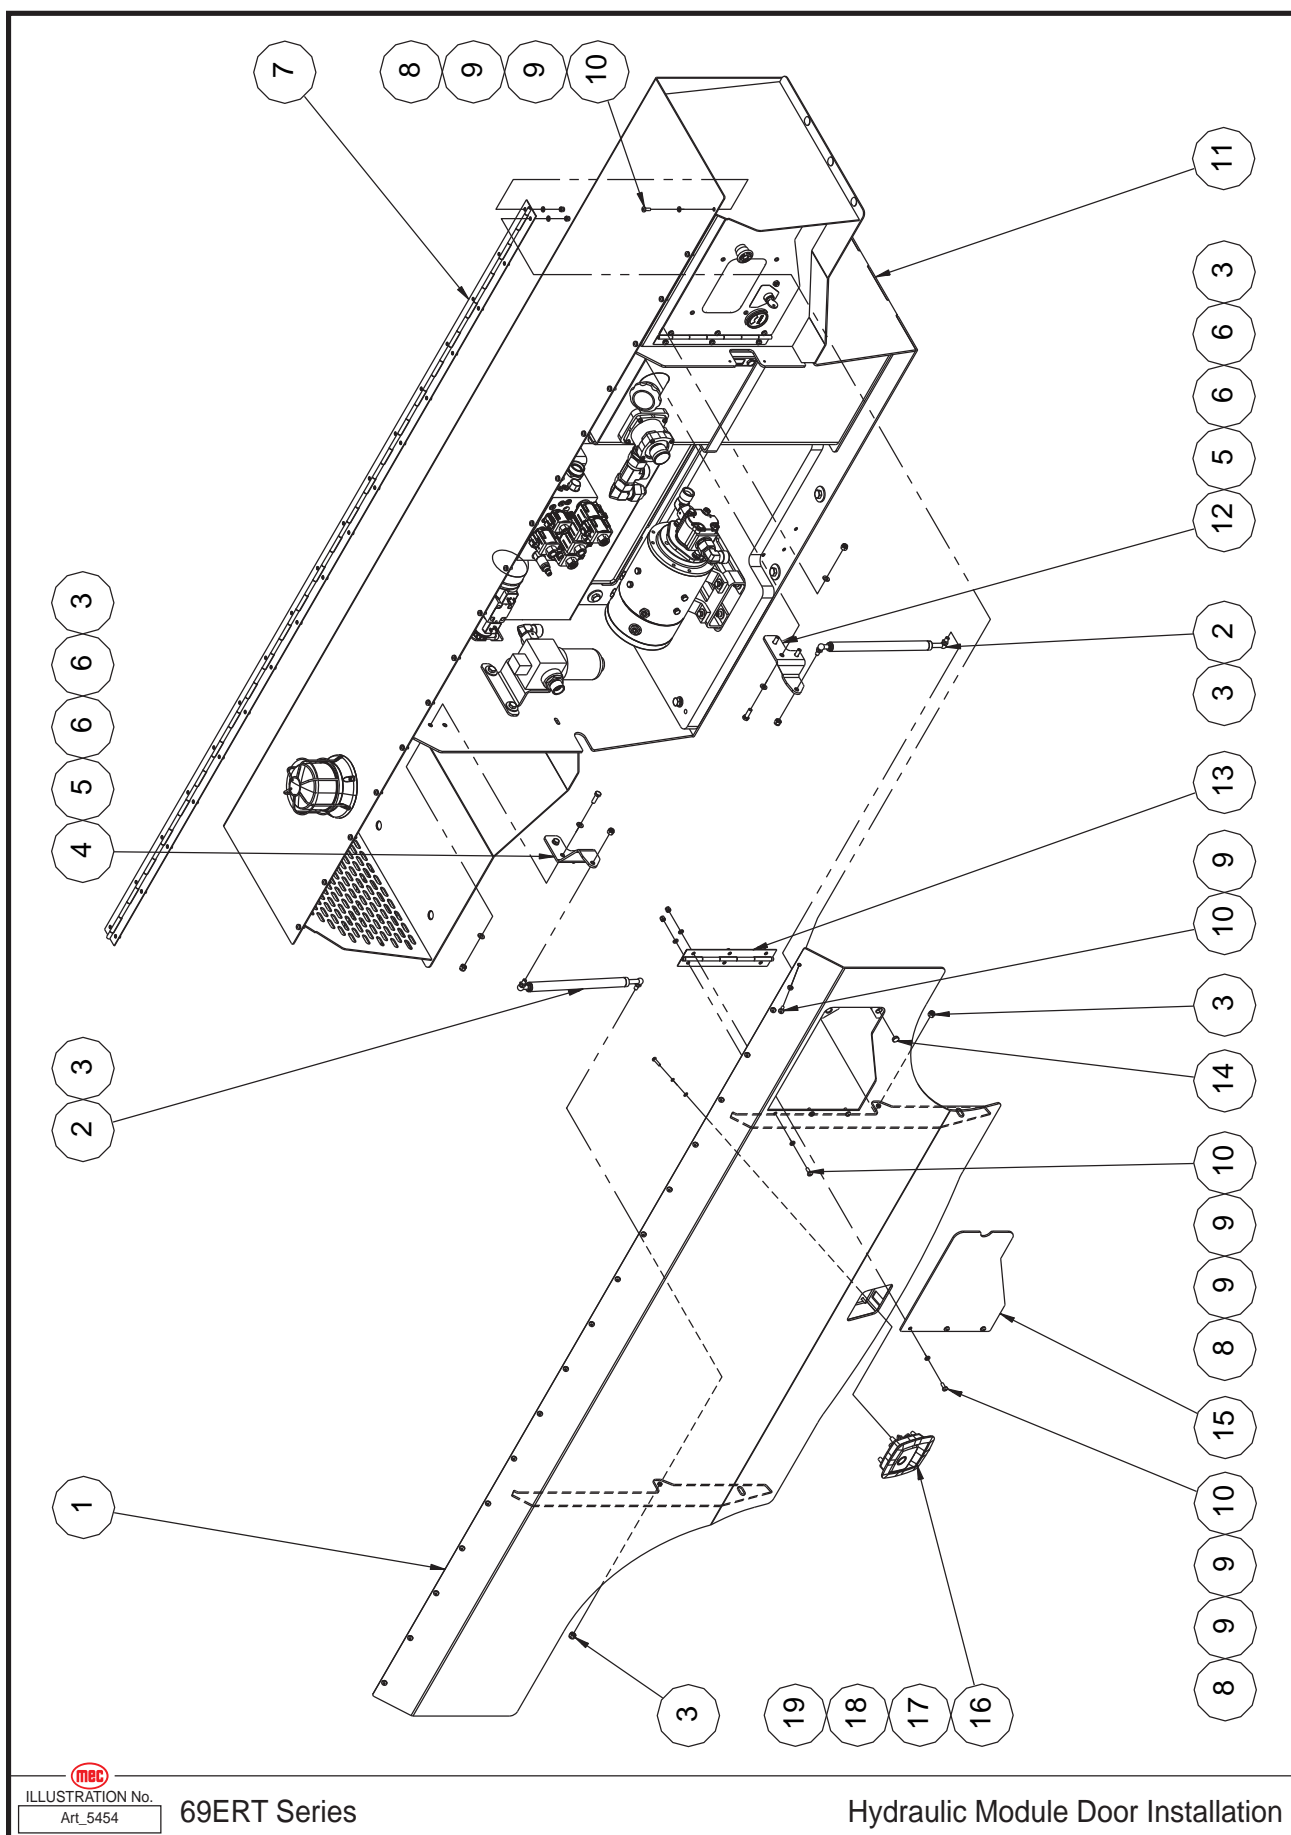 1
2 3
4 5 6 6 3
7
8
9
9
10
3
19
18
17
16
8 9 9 10
15
8 9 9 10
14
3
10 9
13
3 2
12 5 6 6 3
11
mec
ILLUSTRATION No.
Art_5454
69ERT Series
Hydraulic Module Door Installation